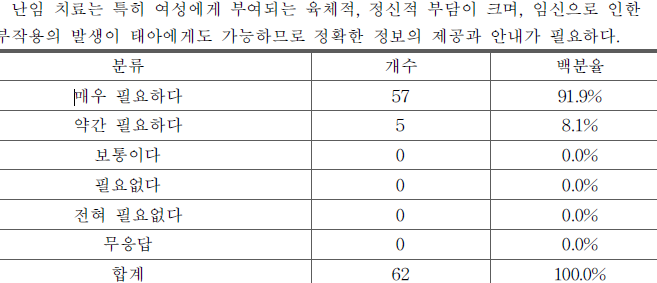 난임 치료는 특히 여성에게 부여되는 육체적, 정신적 부담이 크며, 임신으로 인한
부작용의 발생이 태아에게도 가능하므로 정확한 정보의 제공과 안내가 필요하다.
분류 개수 백분율
매우 필요하다 57 91.9%
약간 필요하다 5 8.1%
보통이다 0 0.0%
필요없다 0 0.0%
전혀 필요없다 0 0.0%
무응답 0 0.0%
합계 62 100.0%